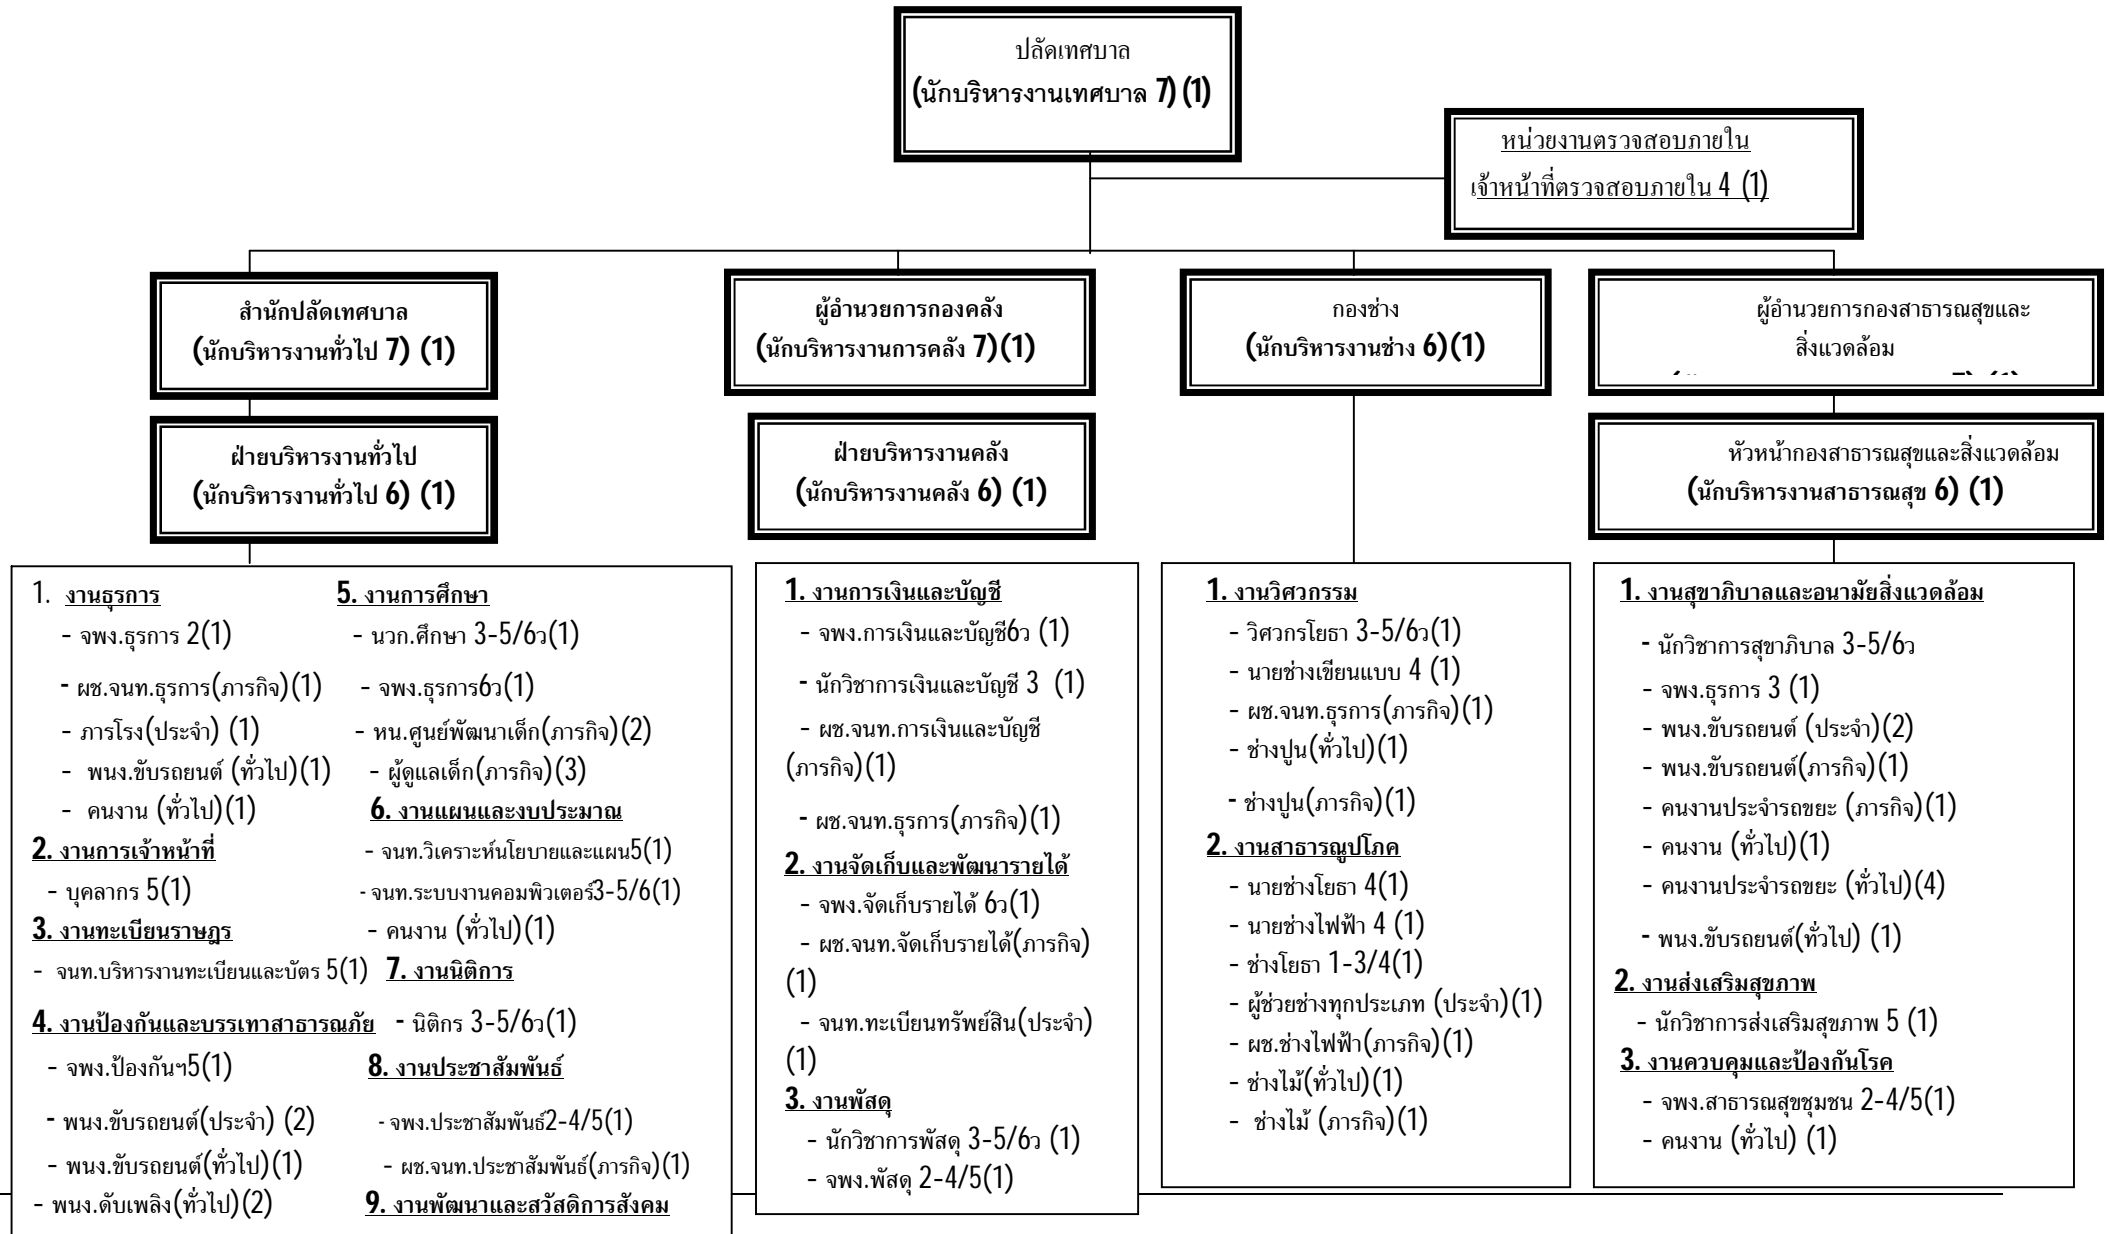 ปลัดเทศบาล
(นักบริหารงานเทศบาล 7) (1)
หน่วยงานตรวจสอบภายใน
เจ้าหน้าที่ตรวจสอบภายใน 4 (1)
สำนักปลัดเทศบาล
(นักบริหารงานทั่วไป 7) (1)
ผู้อำนวยการกองคลัง
(นักบริหารงานการคลัง 7)(1)
กองช่าง
(นักบริหารงานช่าง 6)(1)
ผู้อำนวยการกองสาธารณสุขและ
สิ่งแวดล้อม
ฝ่ายบริหารงานทั่วไป
(นักบริหารงานทั่วไป 6) (1)
ฝ่ายบริหารงานคลัง
(นักบริหารงานคลัง 6) (1)
หัวหน้ากองสาธารณสุขและสิ่งแวดล้อม
(นักบริหารงานสาธารณสุข 6) (1)
1. งานธุรการ
- จพง.ธุรการ 2(1)
- ผช.จนท.ธุรการ(ภารกิจ)(1)
- ภารโรง(ประจำ) (1)
- พนง.ขับรถยนต์ (ทั่วไป)(1)
- คนงาน (ทั่วไป)(1)
2. งานการเจ้าหน้าที่
- บุคลากร 5(1)
3. งานทะเบียนราษฎร
- จนท.บริหารงานทะเบียนและบัตร 5(1)
4. งานป้องกันและบรรเทาสาธารณภัย
- จพง.ป้องกันฯ5(1)
- พนง.ขับรถยนต์(ประจำ) (2)
- พนง.ขับรถยนต์(ทั่วไป)(1)
- พนง.ดับเพลิง(ทั่วไป)(2)
5. งานการศึกษา
- นวก.ศึกษา 3-5/6ว(1)
- จพง.ธุรการ6ว(1)
- หน.ศูนย์พัฒนาเด็ก(ภารกิจ)(2)
- ผู้ดูแลเด็ก(ภารกิจ)(3)
6. งานแผนและงบประมาณ
- จนท.วิเคราะห์นโยบายและแผน5(1)
- จนท.ระบบงานคอมพิวเตอร์3-5/6(1)
- คนงาน (ทั่วไป)(1)
7. งานนิติการ
- นิติกร 3-5/6ว(1)
8. งานประชาสัมพันธ์
- จพง.ประชาสัมพันธ์2-4/5(1)
- ผช.จนท.ประชาสัมพันธ์(ภารกิจ)(1)
9. งานพัฒนาและสวัสดิการสังคม
1. งานการเงินและบัญชี
- จพง.การเงินและบัญชี6ว (1)
- นักวิชาการเงินและบัญชี 3 (1)
- ผช.จนท.การเงินและบัญชี
(ภารกิจ)(1)
- ผช.จนท.ธุรการ(ภารกิจ)(1)
2. งานจัดเก็บและพัฒนารายได้
- จพง.จัดเก็บรายได้ 6ว(1)
- ผช.จนท.จัดเก็บรายได้(ภารกิจ)
(1)
- จนท.ทะเบียนทรัพย์สิน(ประจำ)
(1)
3. งานพัสดุ
- นักวิชาการพัสดุ 3-5/6ว (1)
- จพง.พัสดุ 2-4/5(1)
1. งานวิศวกรรม
- วิศวกรโยธา 3-5/6ว(1)
- นายช่างเขียนแบบ 4 (1)
- ผช.จนท.ธุรการ(ภารกิจ)(1)
- ช่างปูน(ทั่วไป)(1)
- ช่างปูน(ภารกิจ)(1)
2. งานสาธารณูปโภค
- นายช่างโยธา 4(1)
- นายช่างไฟฟ้า 4 (1)
- ช่างโยธา 1-3/4(1)
- ผู้ช่วยช่างทุกประเภท (ประจำ)(1)
- ผช.ช่างไฟฟ้า(ภารกิจ)(1)
- ช่างไม้(ทั่วไป)(1)
- ช่างไม้ (ภารกิจ)(1)
1. งานสุขาภิบาลและอนามัยสิ่งแวดล้อม
- นักวิชาการสุขาภิบาล 3-5/6ว
- จพง.ธุรการ 3 (1)
- พนง.ขับรถยนต์ (ประจำ)(2)
- พนง.ขับรถยนต์(ภารกิจ)(1)
- คนงานประจำรถขยะ (ภารกิจ)(1)
- คนงาน (ทั่วไป)(1)
- คนงานประจำรถขยะ (ทั่วไป)(4)
- พนง.ขับรถยนต์(ทั่วไป) (1)
2. งานส่งเสริมสุขภาพ
- นักวิชาการส่งเสริมสุขภาพ 5 (1)
3. งานควบคุมและป้องกันโรค
- จพง.สาธารณสุขชุมชน 2-4/5(1)
- คนงาน (ทั่วไป) (1)